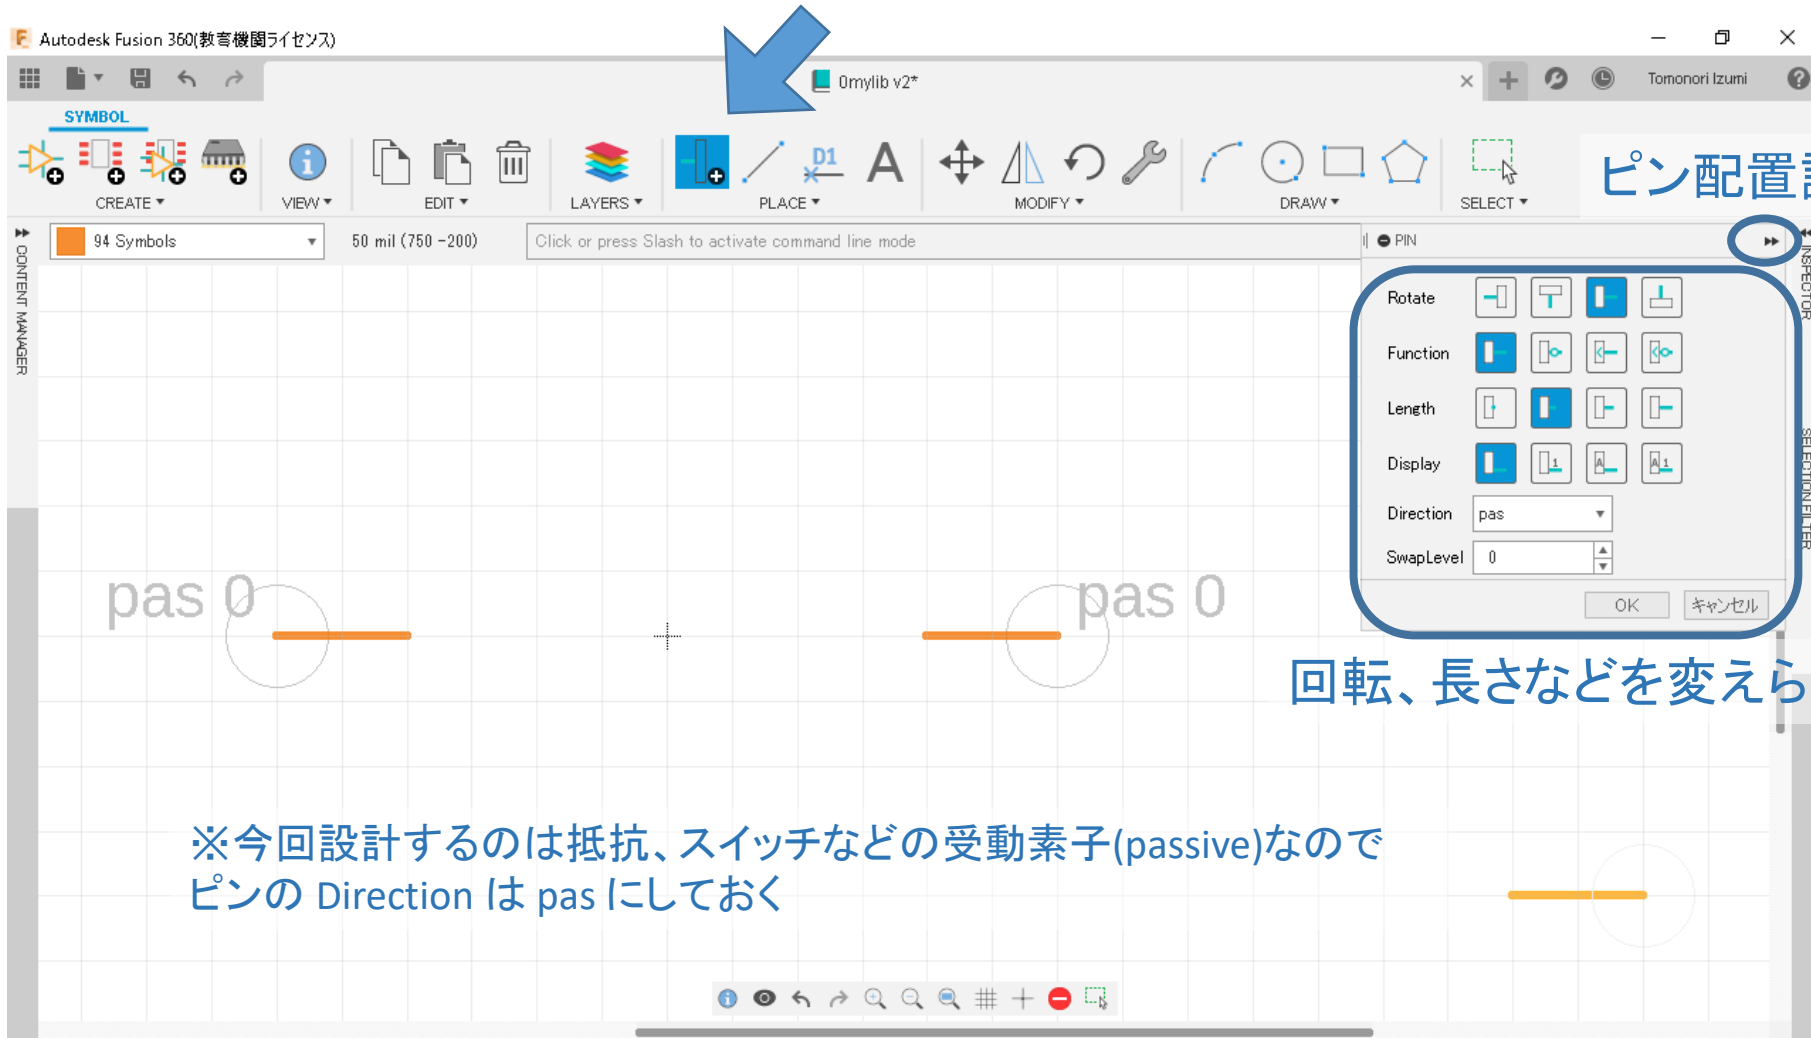 Autodesk Fusion 360(教育機関ライセンス)
0mylib v2*
Tomonori Izumi
SYMBOL
D1
A
CREATE
VIEW
EDIT
LAYERS
PLACE
MODIFY
DRAW
SELECT
ピン配置
94 Symbols
50 mil (750 -200)
Click or press Slash to activate command line mode
PIN
CONTENT MANAGER
INSPECTOR
SELECTION FILTER
Rotate
Function
Length
Display
1
A
A 1
Direction
pas
SwapLevel
0
OK
キャンセル
pas 0
pas 0
回転、長さなどを変えら
※今回設計するのは抵抗、スイッチなどの受動素子(passive)なので
ピンの Direction は pas にしておく